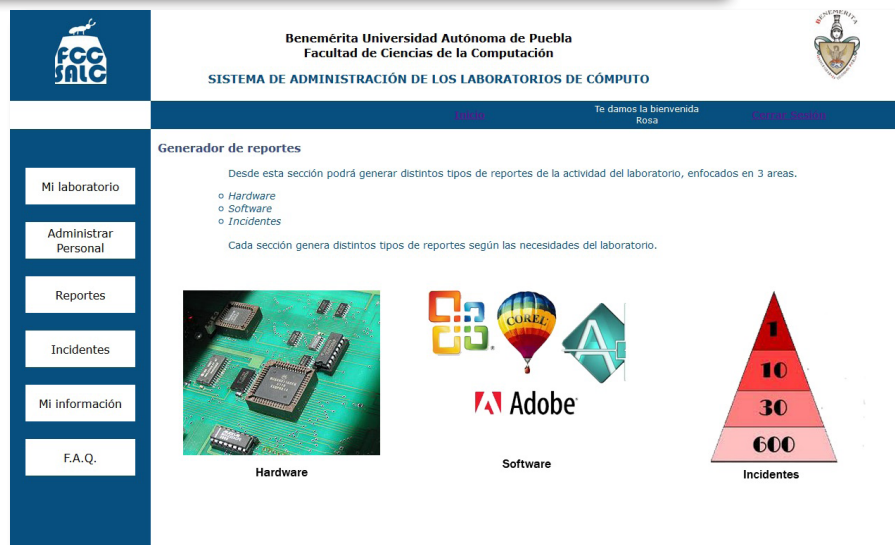 FCC
SALC
Benemérita Universidad Autónoma de Puebla
Facultad de Ciencias de la Computación
SISTEMA DE ADMINISTRACIÓN DE LOS LABORATORIOS DE CÓMPUTO
BENEMERITA
Inicio
Te damos la bienvenida
Rosa
Cerrar Sesión
Generador de reportes
Desde esta sección podrá generar distintos tipos de reportes de la actividad del laboratorio, enfocados en 3 areas.
Hardware
Software
Incidentes
Cada sección genera distintos tipos de reportes según las necesidades del laboratorio.
Mi laboratorio
Administrar
Personal
Reportes
Incidentes
Mi información
F.A.Q.
COREL
Adobe
1
10
30
600
Hardware
Software
Incidentes